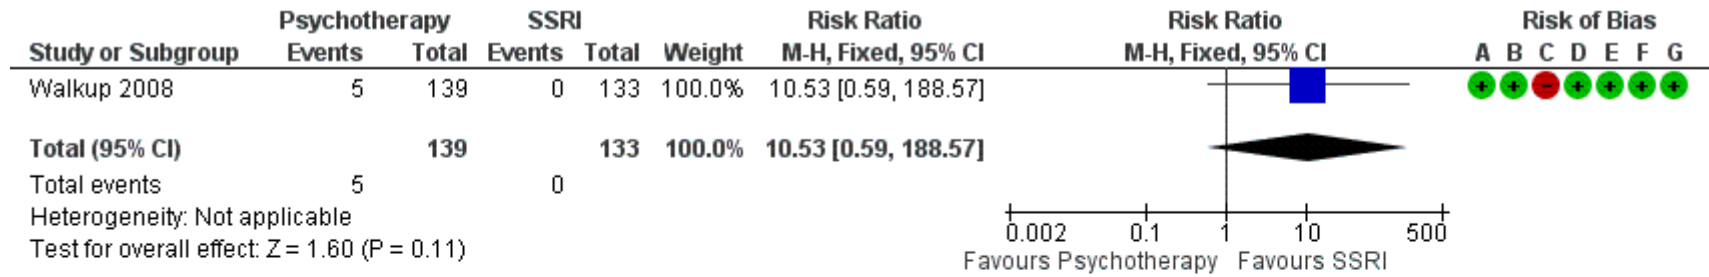 Psychotherapy SSRI Risk Ratio Risk Ratio Risk of Bias
Study or Subgroup Events Total Events Total Weight M-H, Fixed, 95% CI M-H, Fixed, 95% CI A B C D E F G
Walkup 2008 5 139 0 133 100.0% 10.53 [0.59, 188.57] + + − + + + +
Total (95% CI) 139 133 100.0% 10.53 [0.59, 188.57]
Total events 5 0
Heterogeneity: Not applicable
Test for overall effect: Z = 1.60 (P = 0.11)
0.002 0.1 1 10 500
Favours Psychotherapy Favours SSRI